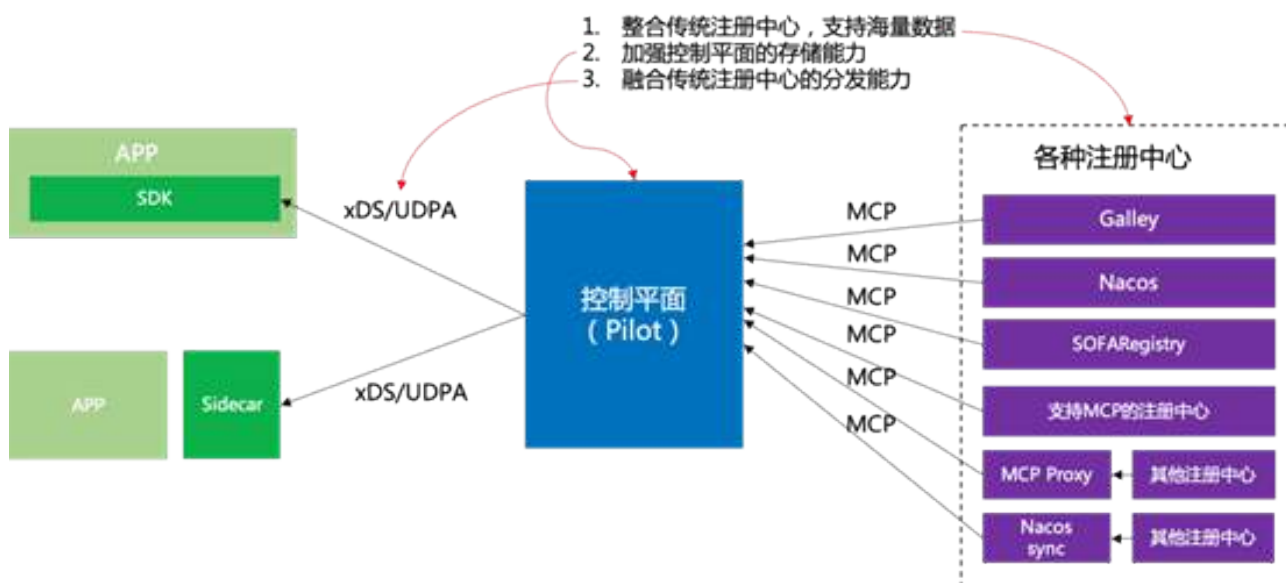 1. 整合传统注册中心，支持海量数据
2. 加强控制平面的存储能力
3. 融合传统注册中心的分发能力
APP
SDK
xDS/UDPA
APP
Sidecar
xDS/UDPA
控制平面
（Pilot）
MCP
MCP
MCP
MCP
MCP
MCP
各种注册中心
Galley
Nacos
SOFARegistry
支持MCP的注册中心
MCP Proxy
其他注册中心
Nacos
sync
其他注册中心